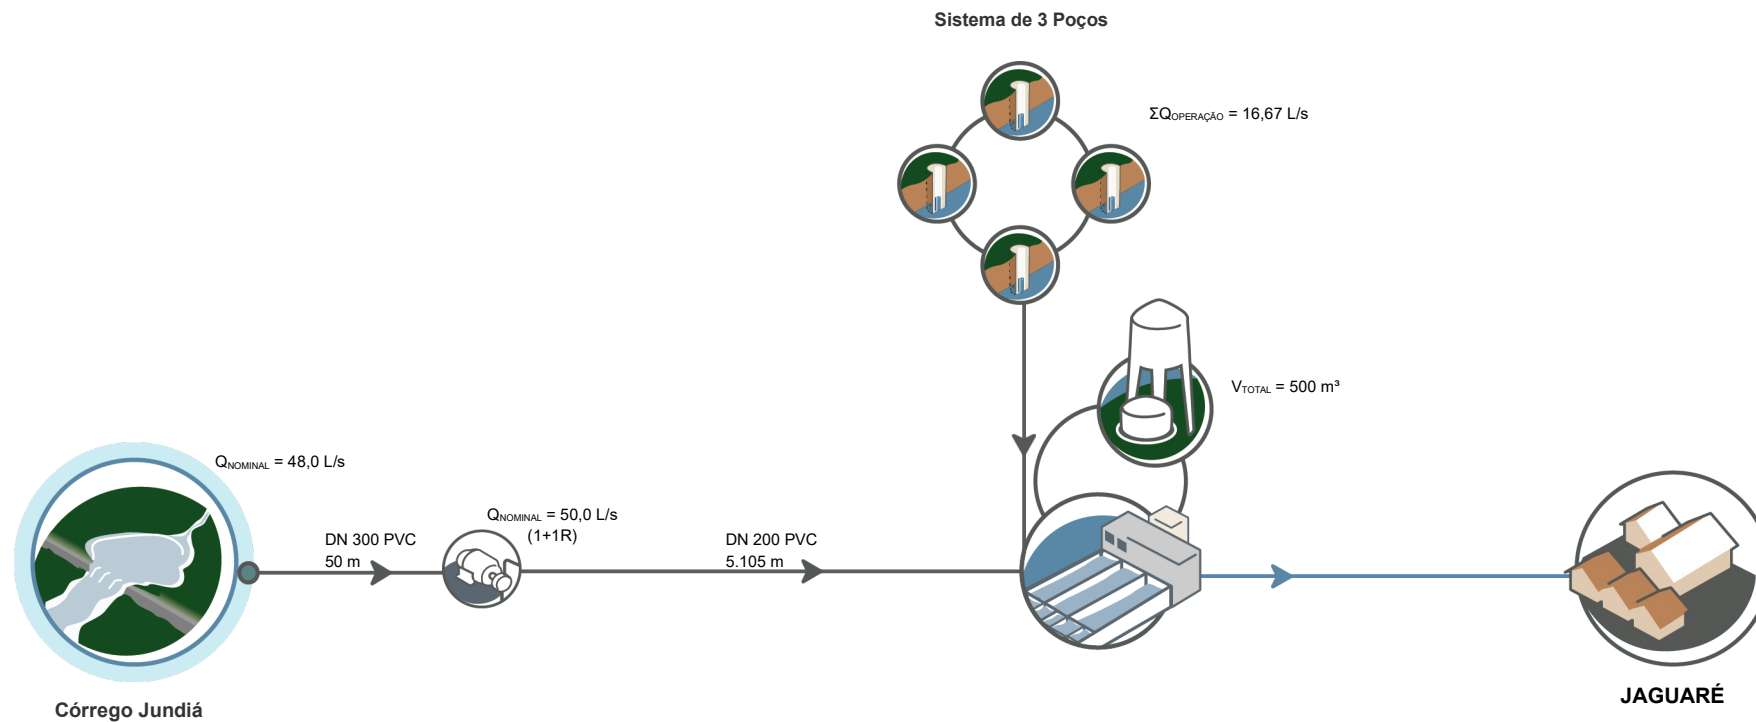 Sistema de 3 Poços
ΣQOPERAÇÃO = 16,67 L/s
VTOTAL = 500 m³
QNOMINAL = 48,0 L/s
QNOMINAL = 50,0 L/s
(1+1R)
DN 300 PVC
50 m
DN 200 PVC
5.105 m
Córrego Jundiá
JAGUARÉ